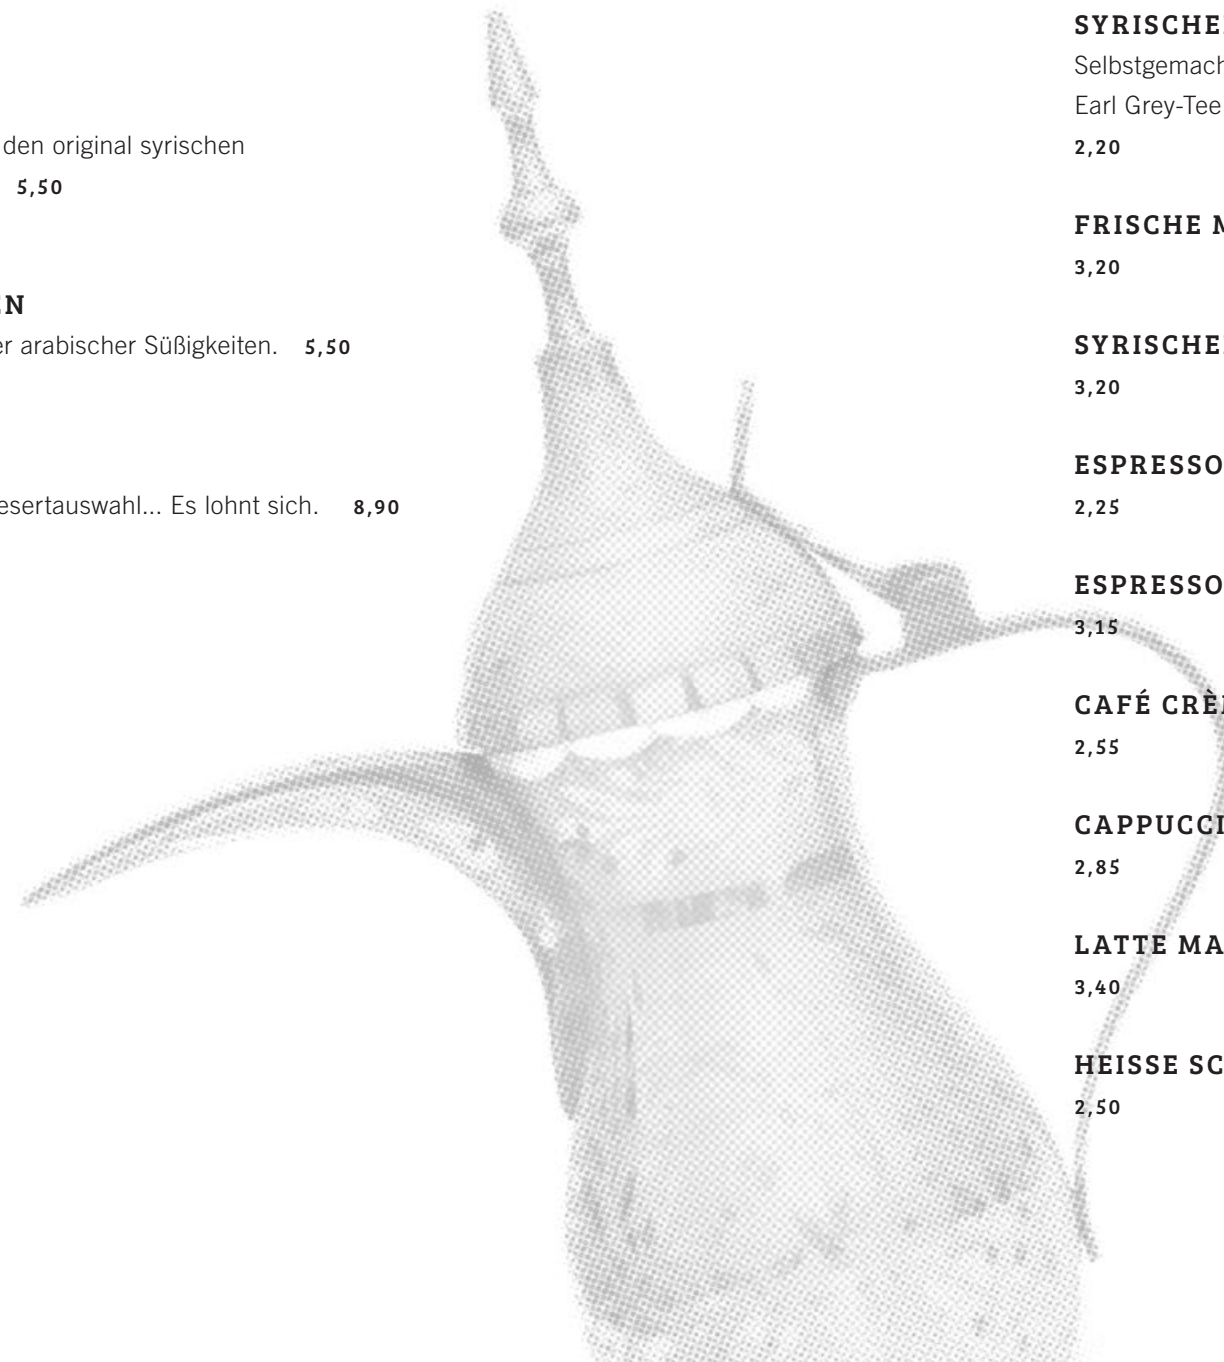 den original syrischen
5,50
EN
er arabischer Süßigkeiten. 5,50
esertauswahl... Es lohnt sich. 8,90
SYRISCHE
Selbstgemach
Earl Grey-Tee
2,20
FRISCHE M
3,20
SYRISCHE
3,20
ESPRESSO
2,25
ESPRESSO
3,15
CAFÉ CRÈ
2,55
CAPPUCCI
2,85
LATTE MA
3,40
HEISSE SC
2,50